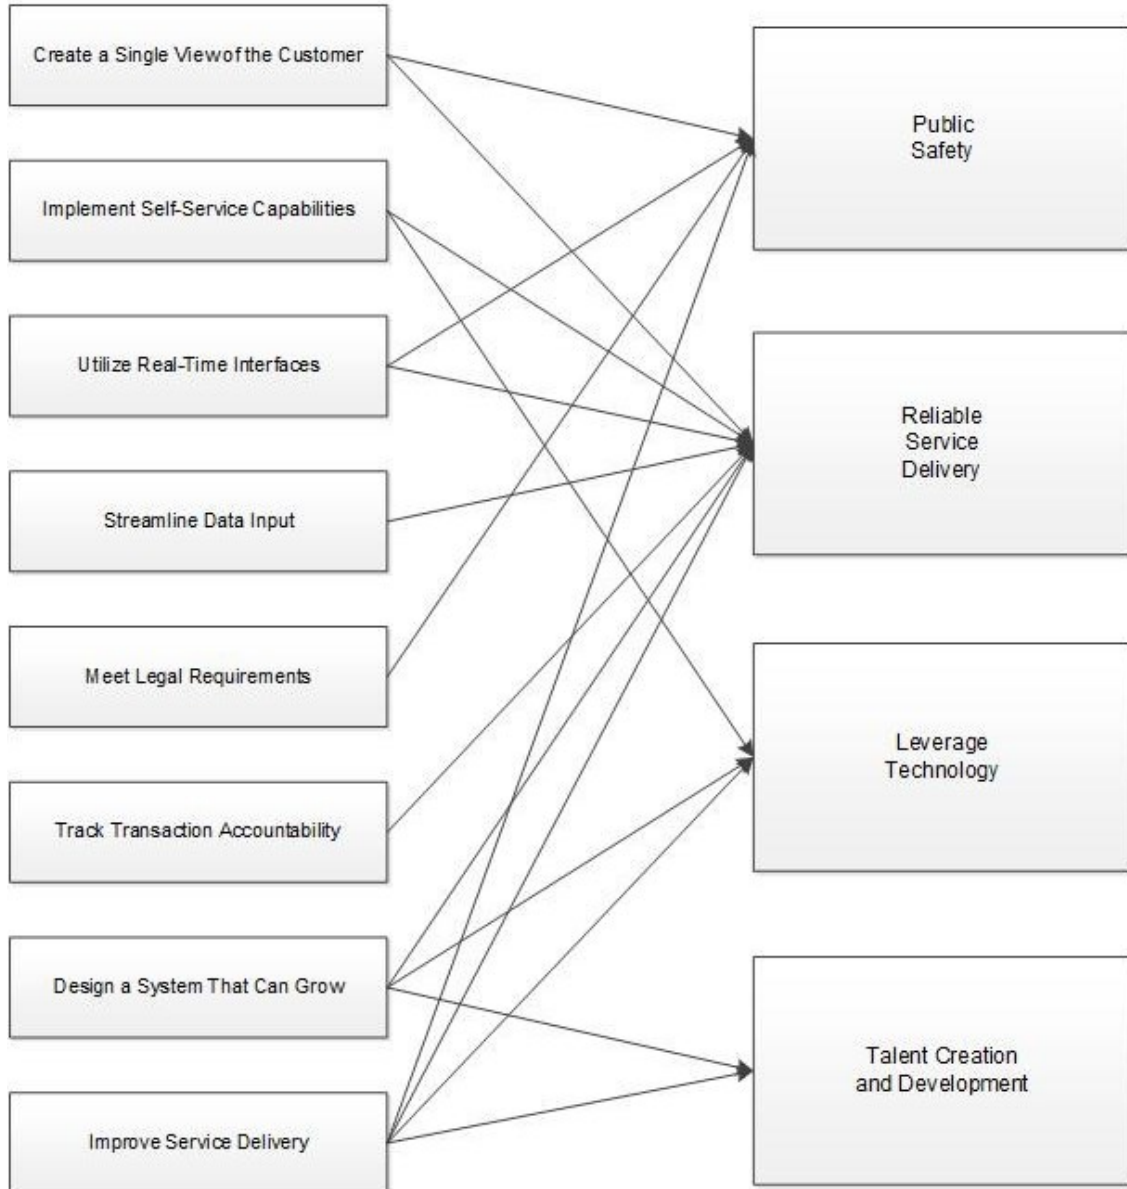 Create a Single View of the Customer
Implement Self-Service Capabilities
Utilize Real-Time Interfaces
Streamline Data Input
Meet Legal Requirements
Track Transaction Accountability
Design a System That Can Grow
Improve Service Delivery
Public
Safety
Reliable
Service
Delivery
Leverage
Technology
Talent Creation
and Development